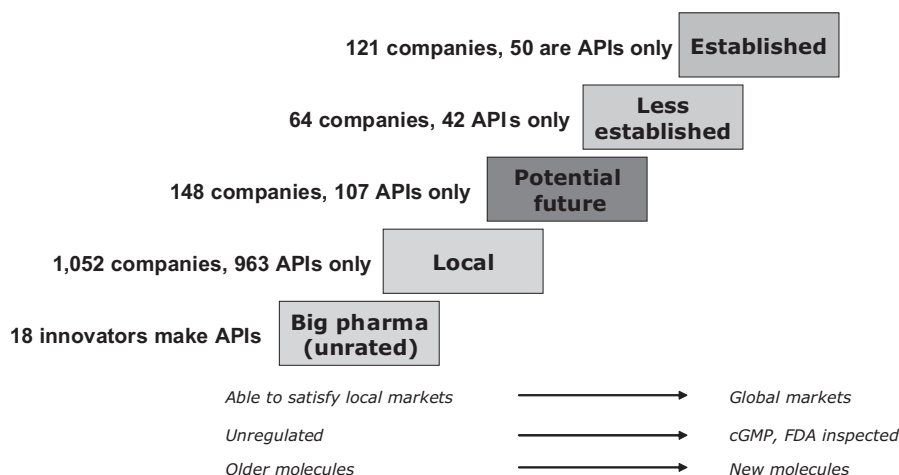 121 companies, 50 are APIs only
Established
64 companies, 42 APIs only
Less
established
148 companies, 107 APIs only
Potential
future
1,052 companies, 963 APIs only
Local
18 innovators make APIs
Big pharma
(unrated)
Able to satisfy local markets
Global markets
Unregulated
cGMP, FDA inspected
Older molecules
New molecules